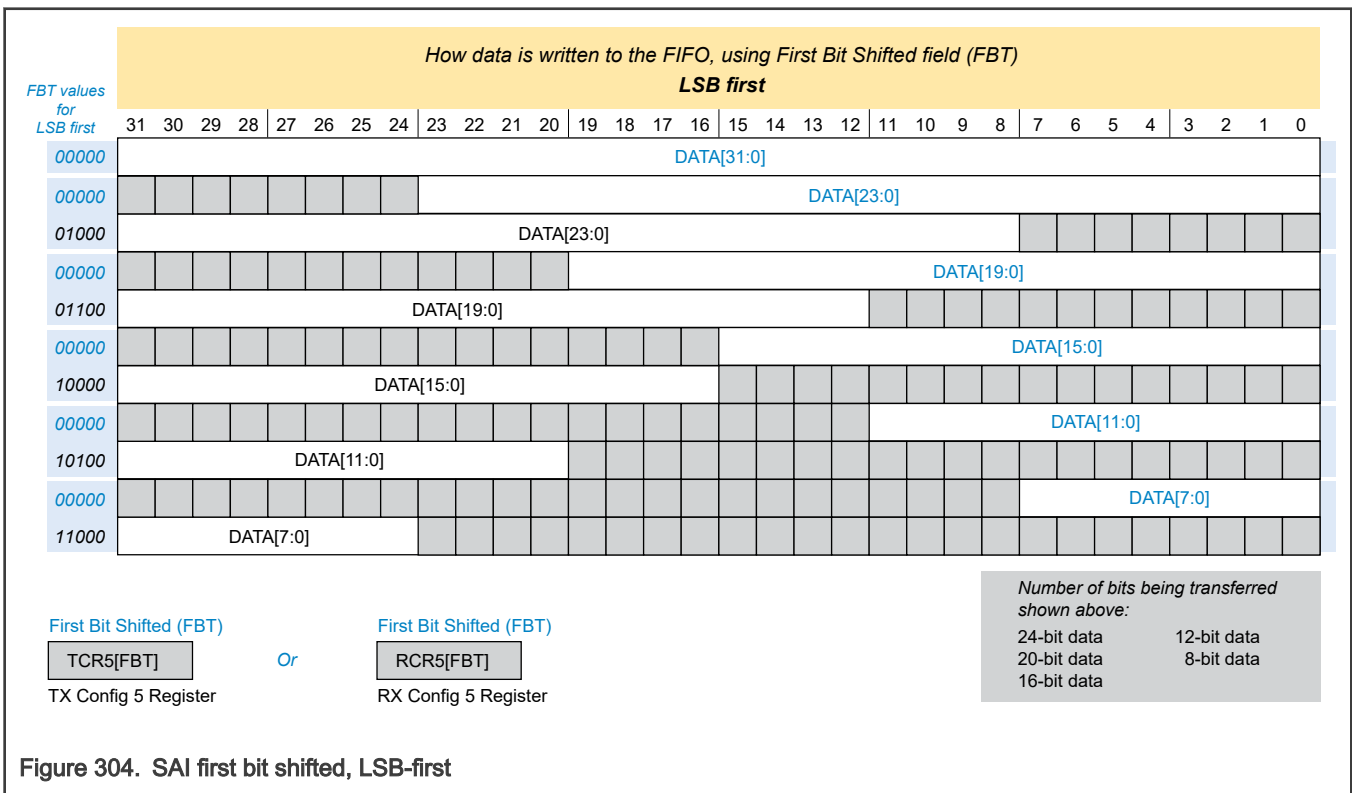 How data is written to the FIFO, using First Bit Shifted field (FBT)
LSB first
FBT values
for
LSB first
31 30 29 28 27 26 25 24 23 22 21 20 19 18 17 16 15 14 13 12 11 10 9 8 7 6 5 4 3 2 1 0
00000 DATA[31:0]
00000 DATA[23:0]
01000 DATA[23:0]
00000 DATA[19:0]
01100 DATA[19:0]
00000 DATA[15:0]
10000 DATA[15:0]
00000 DATA[11:0]
10100 DATA[11:0]
00000 DATA[7:0]
11000 DATA[7:0]
First Bit Shifted (FBT)
TCR5[FBT]
TX Config 5 Register
Or
First Bit Shifted (FBT)
RCR5[FBT]
RX Config 5 Register
Number of bits being transferred
shown above:
24-bit data 12-bit data
20-bit data 8-bit data
16-bit data
Figure 304. SAI first bit shifted, LSB-first